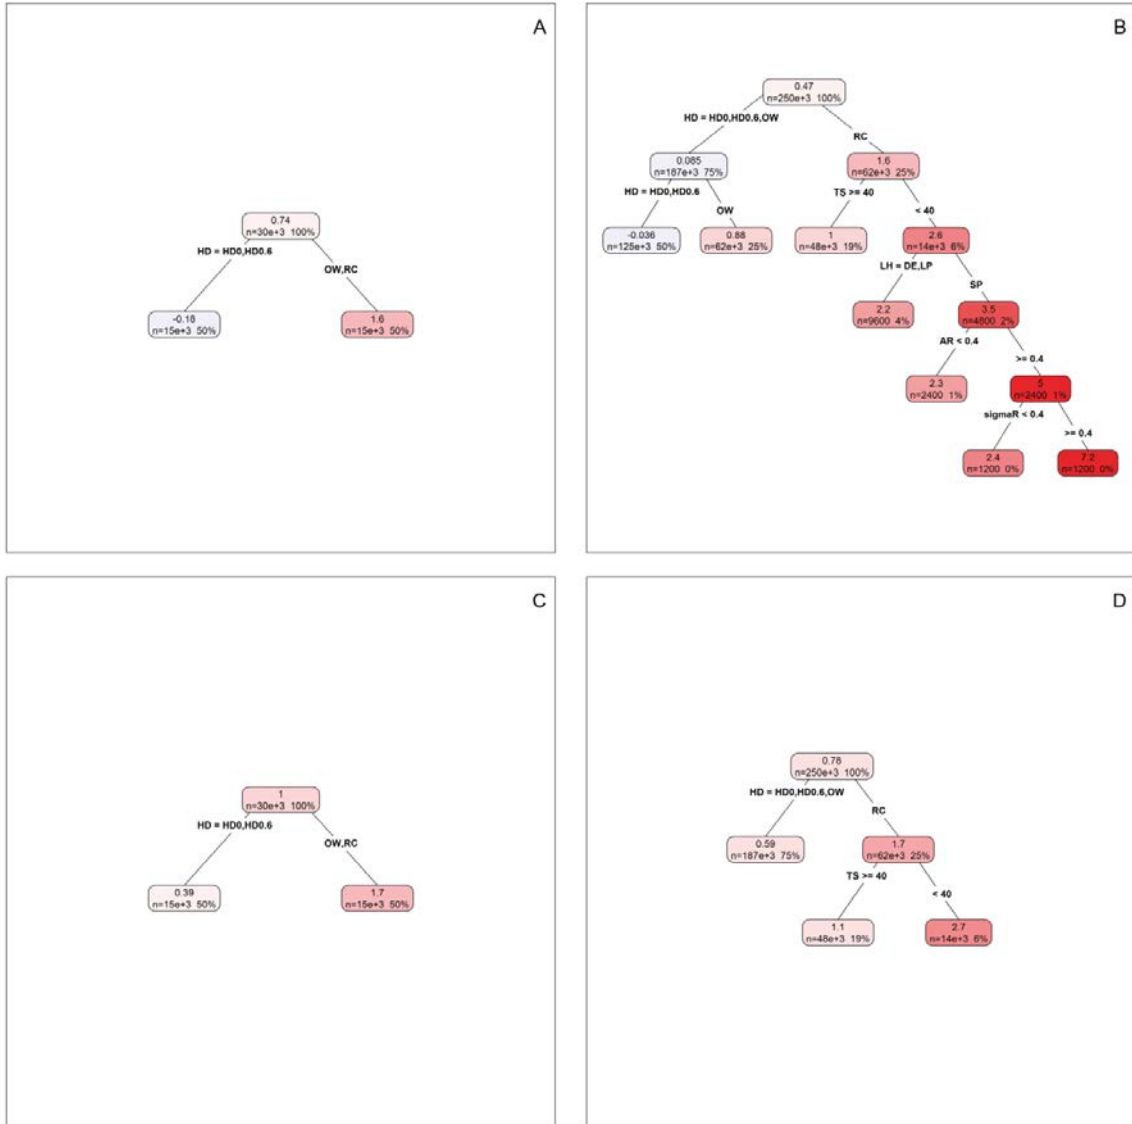 A
0.74
n=30e+3 100%
HD = HD0,HD0.6
OW,RC
-0.18
n=15e+3 50%
1.6
n=15e+3 50%
B
0.47
n=250e+3 100%
HD = HD0,HD0.6,OW
RC
0.085
n=187e+3 75%
1.6
n=62e+3 25%
HD = HD0,HD0.6
OW
TS >= 40
< 40
-0.036
n=125e+3 50%
0.88
n=62e+3 25%
1
n=48e+3 19%
2.6
n=14e+3 6%
LH = DE,LP
SP
2.2
n=9600 4%
3.5
n=4800 2%
AR < 0.4
>= 0.4
2.3
n=2400 1%
5
n=2400 1%
sigmaR < 0.4
>= 0.4
2.4
n=1200 0%
7.2
n=1200 0%
C
1
n=30e+3 100%
HD = HD0,HD0.6
OW,RC
0.39
n=15e+3 50%
1.7
n=15e+3 50%
D
0.78
n=250e+3 100%
HD = HD0,HD0.6,OW
RC
0.59
n=187e+3 75%
1.7
n=62e+3 25%
TS >= 40
< 40
1.1
n=48e+3 19%
2.7
n=14e+3 6%